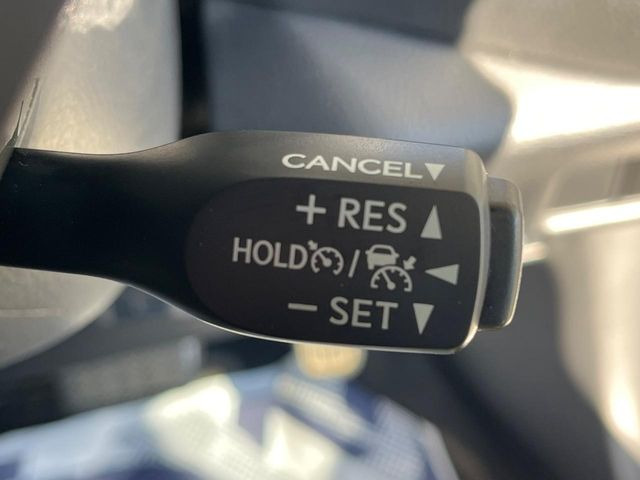 CANCEL▼
+ RES ▲
HOLD / ◀
− SET ▼